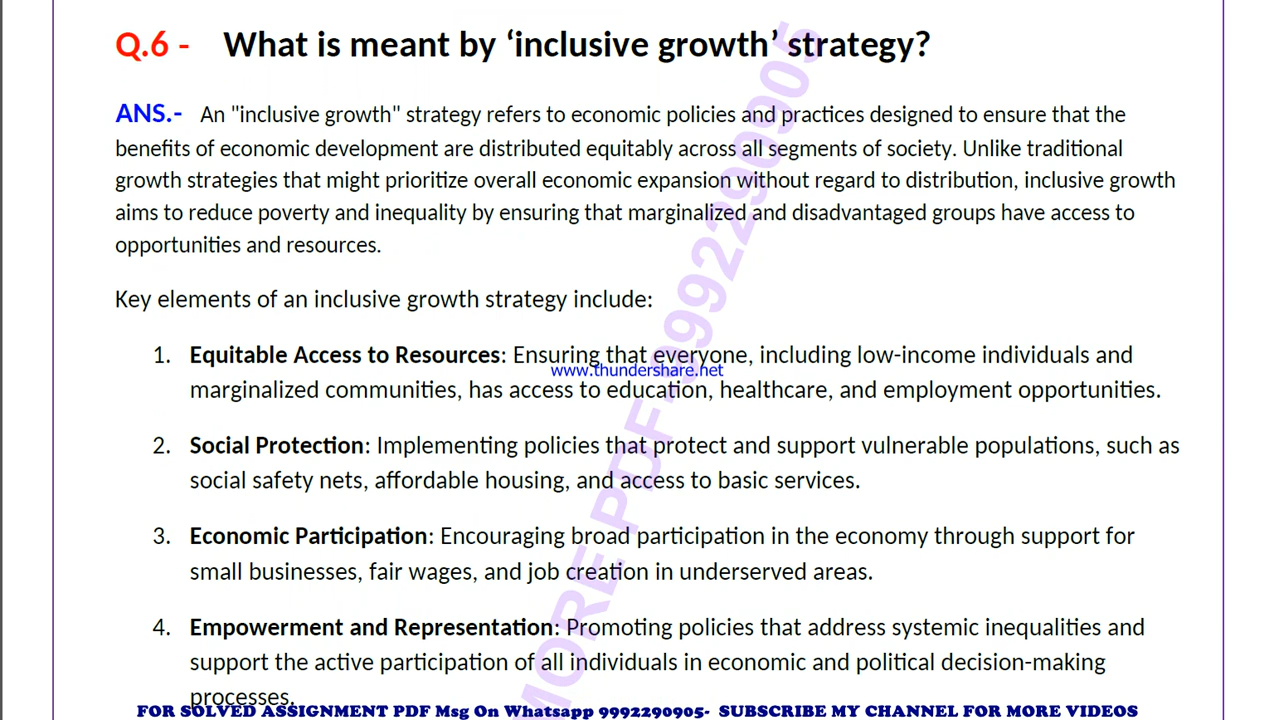 Q.6 - What is meant by ‘inclusive growth’ strategy?
ANS.- An "inclusive growth" strategy refers to economic policies and practices designed to ensure that the
benefits of economic development are distributed equitably across all segments of society. Unlike traditional
growth strategies that might prioritize overall economic expansion without regard to distribution, inclusive growth
aims to reduce poverty and inequality by ensuring that marginalized and disadvantaged groups have access to
opportunities and resources.
Key elements of an inclusive growth strategy include:
1. Equitable Access to Resources: Ensuring that everyone, including low-income individuals and
www.thundershare.net
marginalized communities, has access to education, healthcare, and employment opportunities.
2. Social Protection: Implementing policies that protect and support vulnerable populations, such as
social safety nets, affordable housing, and access to basic services.
3. Economic Participation: Encouraging broad participation in the economy through support for
small businesses, fair wages, and job creation in underserved areas.
4. Empowerment and Representation: Promoting policies that address systemic inequalities and
support the active participation of all individuals in economic and political decision-making
processes.
MORE PDF-9992290905
FOR SOLVED ASSIGNMENT PDF Msg On Whatsapp 9992290905- SUBSCRIBE MY CHANNEL FOR MORE VIDEOS